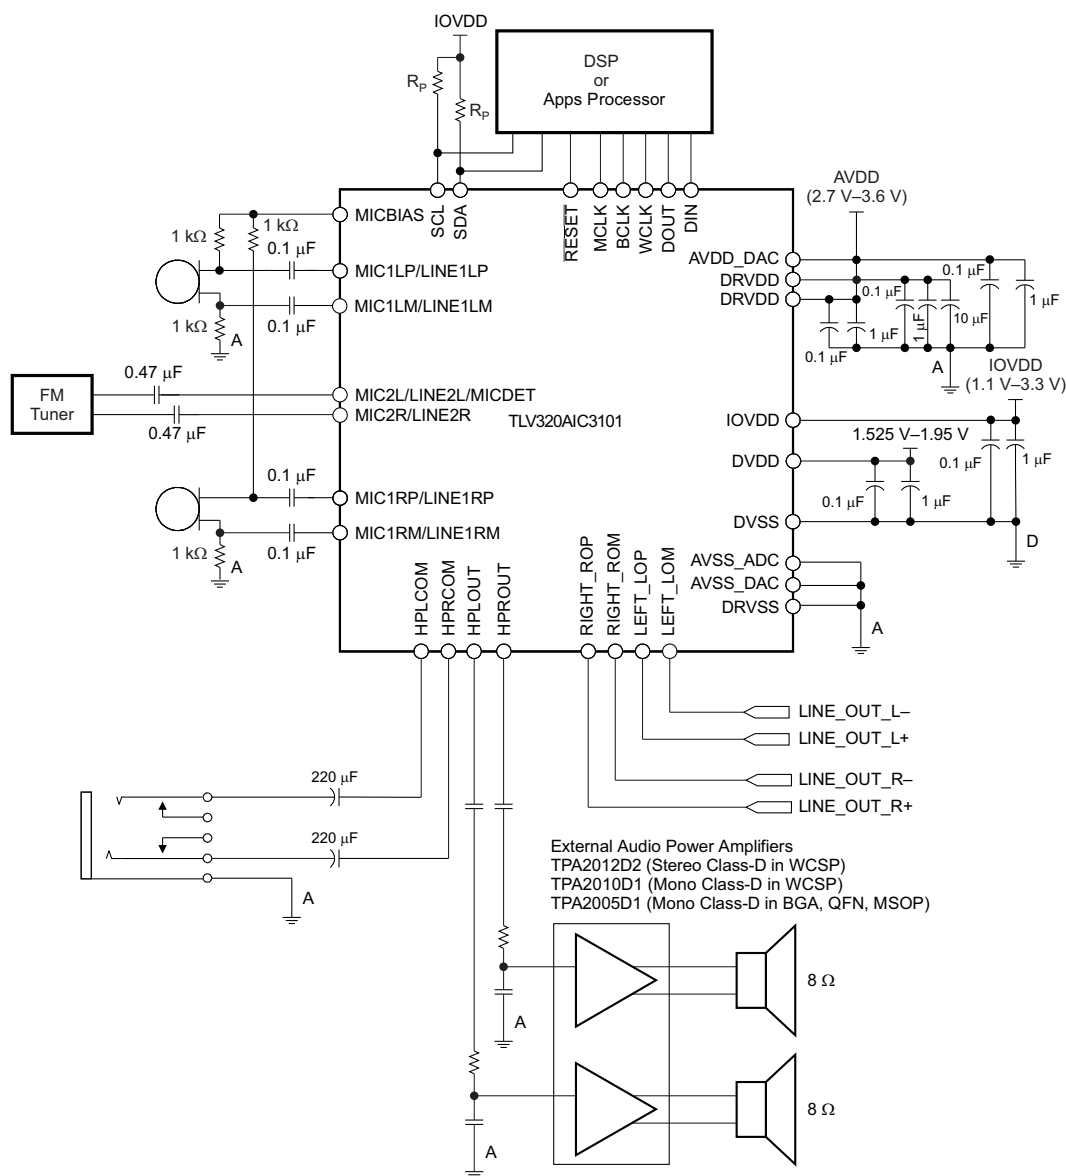 IOVDD
R_P
R_P
DSP
or
Apps Processor
SCL
SDA
RESET
MCLK
BCLK
WCLK
DOUT
DIN
AVDD
(2.7 V–3.6 V)
MICBIAS
1 kΩ
1 kΩ
0.1 μF
MIC1LP/LINE1LP
MIC1LM/LINE1LM
1 kΩ
A
0.1 μF
AVDD_DAC
DRVDD
DRVDD
0.1 μF
0.1 μF
1 μF
10 μF
1 μF
1 μF
0.1 μF
A
IOVDD
(1.1 V–3.3 V)
FM
Tuner
0.47 μF
0.47 μF
MIC2L/LINE2L/MICDET
MIC2R/LINE2R
TLV320AIC3101
IOVDD
1.525 V–1.95 V
DVDD
0.1 μF
1 μF
0.1 μF
1 μF
0.1 μF
MIC1RP/LINE1RP
MIC1RM/LINE1RM
1 kΩ
A
0.1 μF
DVSS
D
AVSS_ADC
AVSS_DAC
DRVSS
A
HPLCOM
HPRCOM
HPLOUT
HPROUT
RIGHT_ROP
RIGHT_ROM
LEFT_LOP
LEFT_LOM
LINE_OUT_L–
LINE_OUT_L+
LINE_OUT_R–
LINE_OUT_R+
220 μF
220 μF
A
External Audio Power Amplifiers
TPA2012D2 (Stereo Class-D in WCSP)
TPA2010D1 (Mono Class-D in WCSP)
TPA2005D1 (Mono Class-D in BGA, QFN, MSOP)
8 Ω
A
8 Ω
A